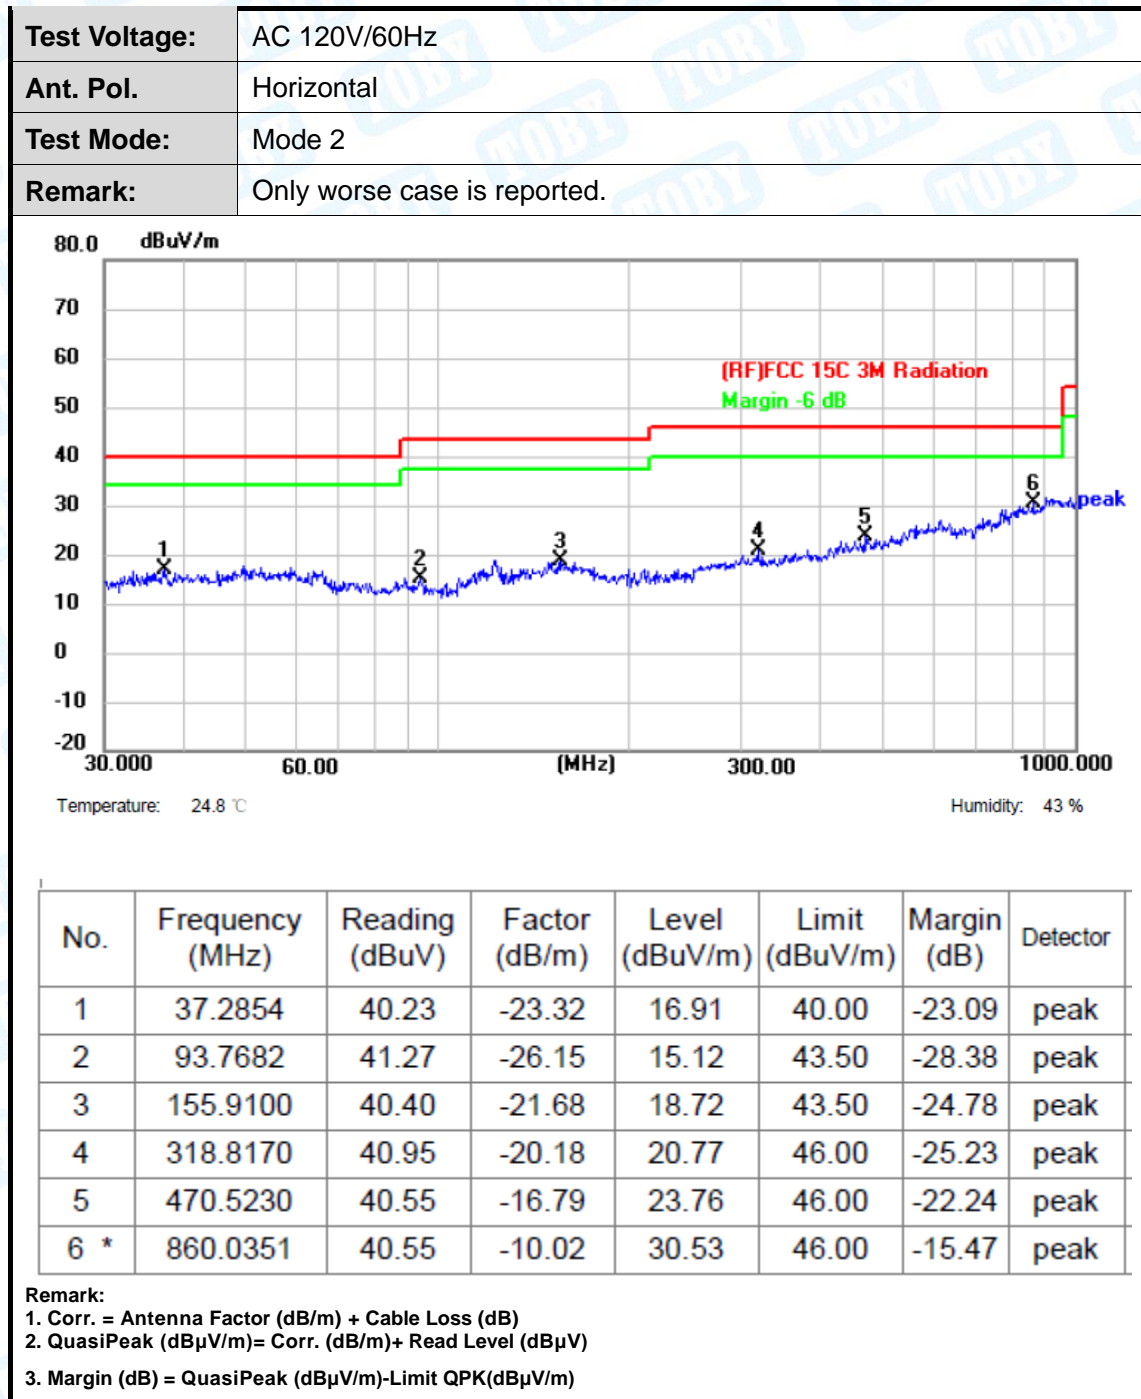 Test Voltage: AC 120V/60Hz
Ant. Pol. Horizontal
Test Mode: Mode 2
Remark: Only worse case is reported.
80.0 dBuV/m
70
60
(RF)FCC 15C 3M Radiation
50
Margin -6 dB
40
30
6
peak
5
4
3
20
2
1
10
0
-10
-20
30.000 60.00 (MHz) 300.00 1000.000
Temperature: 24.8 ℃ Humidity: 43 %
No. Frequency (MHz) Reading (dBuV) Factor (dB/m) Level (dBuV/m) Limit (dBuV/m) Margin (dB) Detector
1 37.2854 40.23 -23.32 16.91 40.00 -23.09 peak
2 93.7682 41.27 -26.15 15.12 43.50 -28.38 peak
3 155.9100 40.40 -21.68 18.72 43.50 -24.78 peak
4 318.8170 40.95 -20.18 20.77 46.00 -25.23 peak
5 470.5230 40.55 -16.79 23.76 46.00 -22.24 peak
6 * 860.0351 40.55 -10.02 30.53 46.00 -15.47 peak
Remark:
1. Corr. = Antenna Factor (dB/m) + Cable Loss (dB)
2. QuasiPeak (dBμV/m)= Corr. (dB/m)+ Read Level (dBμV)
3. Margin (dB) = QuasiPeak (dBμV/m)-Limit QPK(dBμV/m)
TOBY